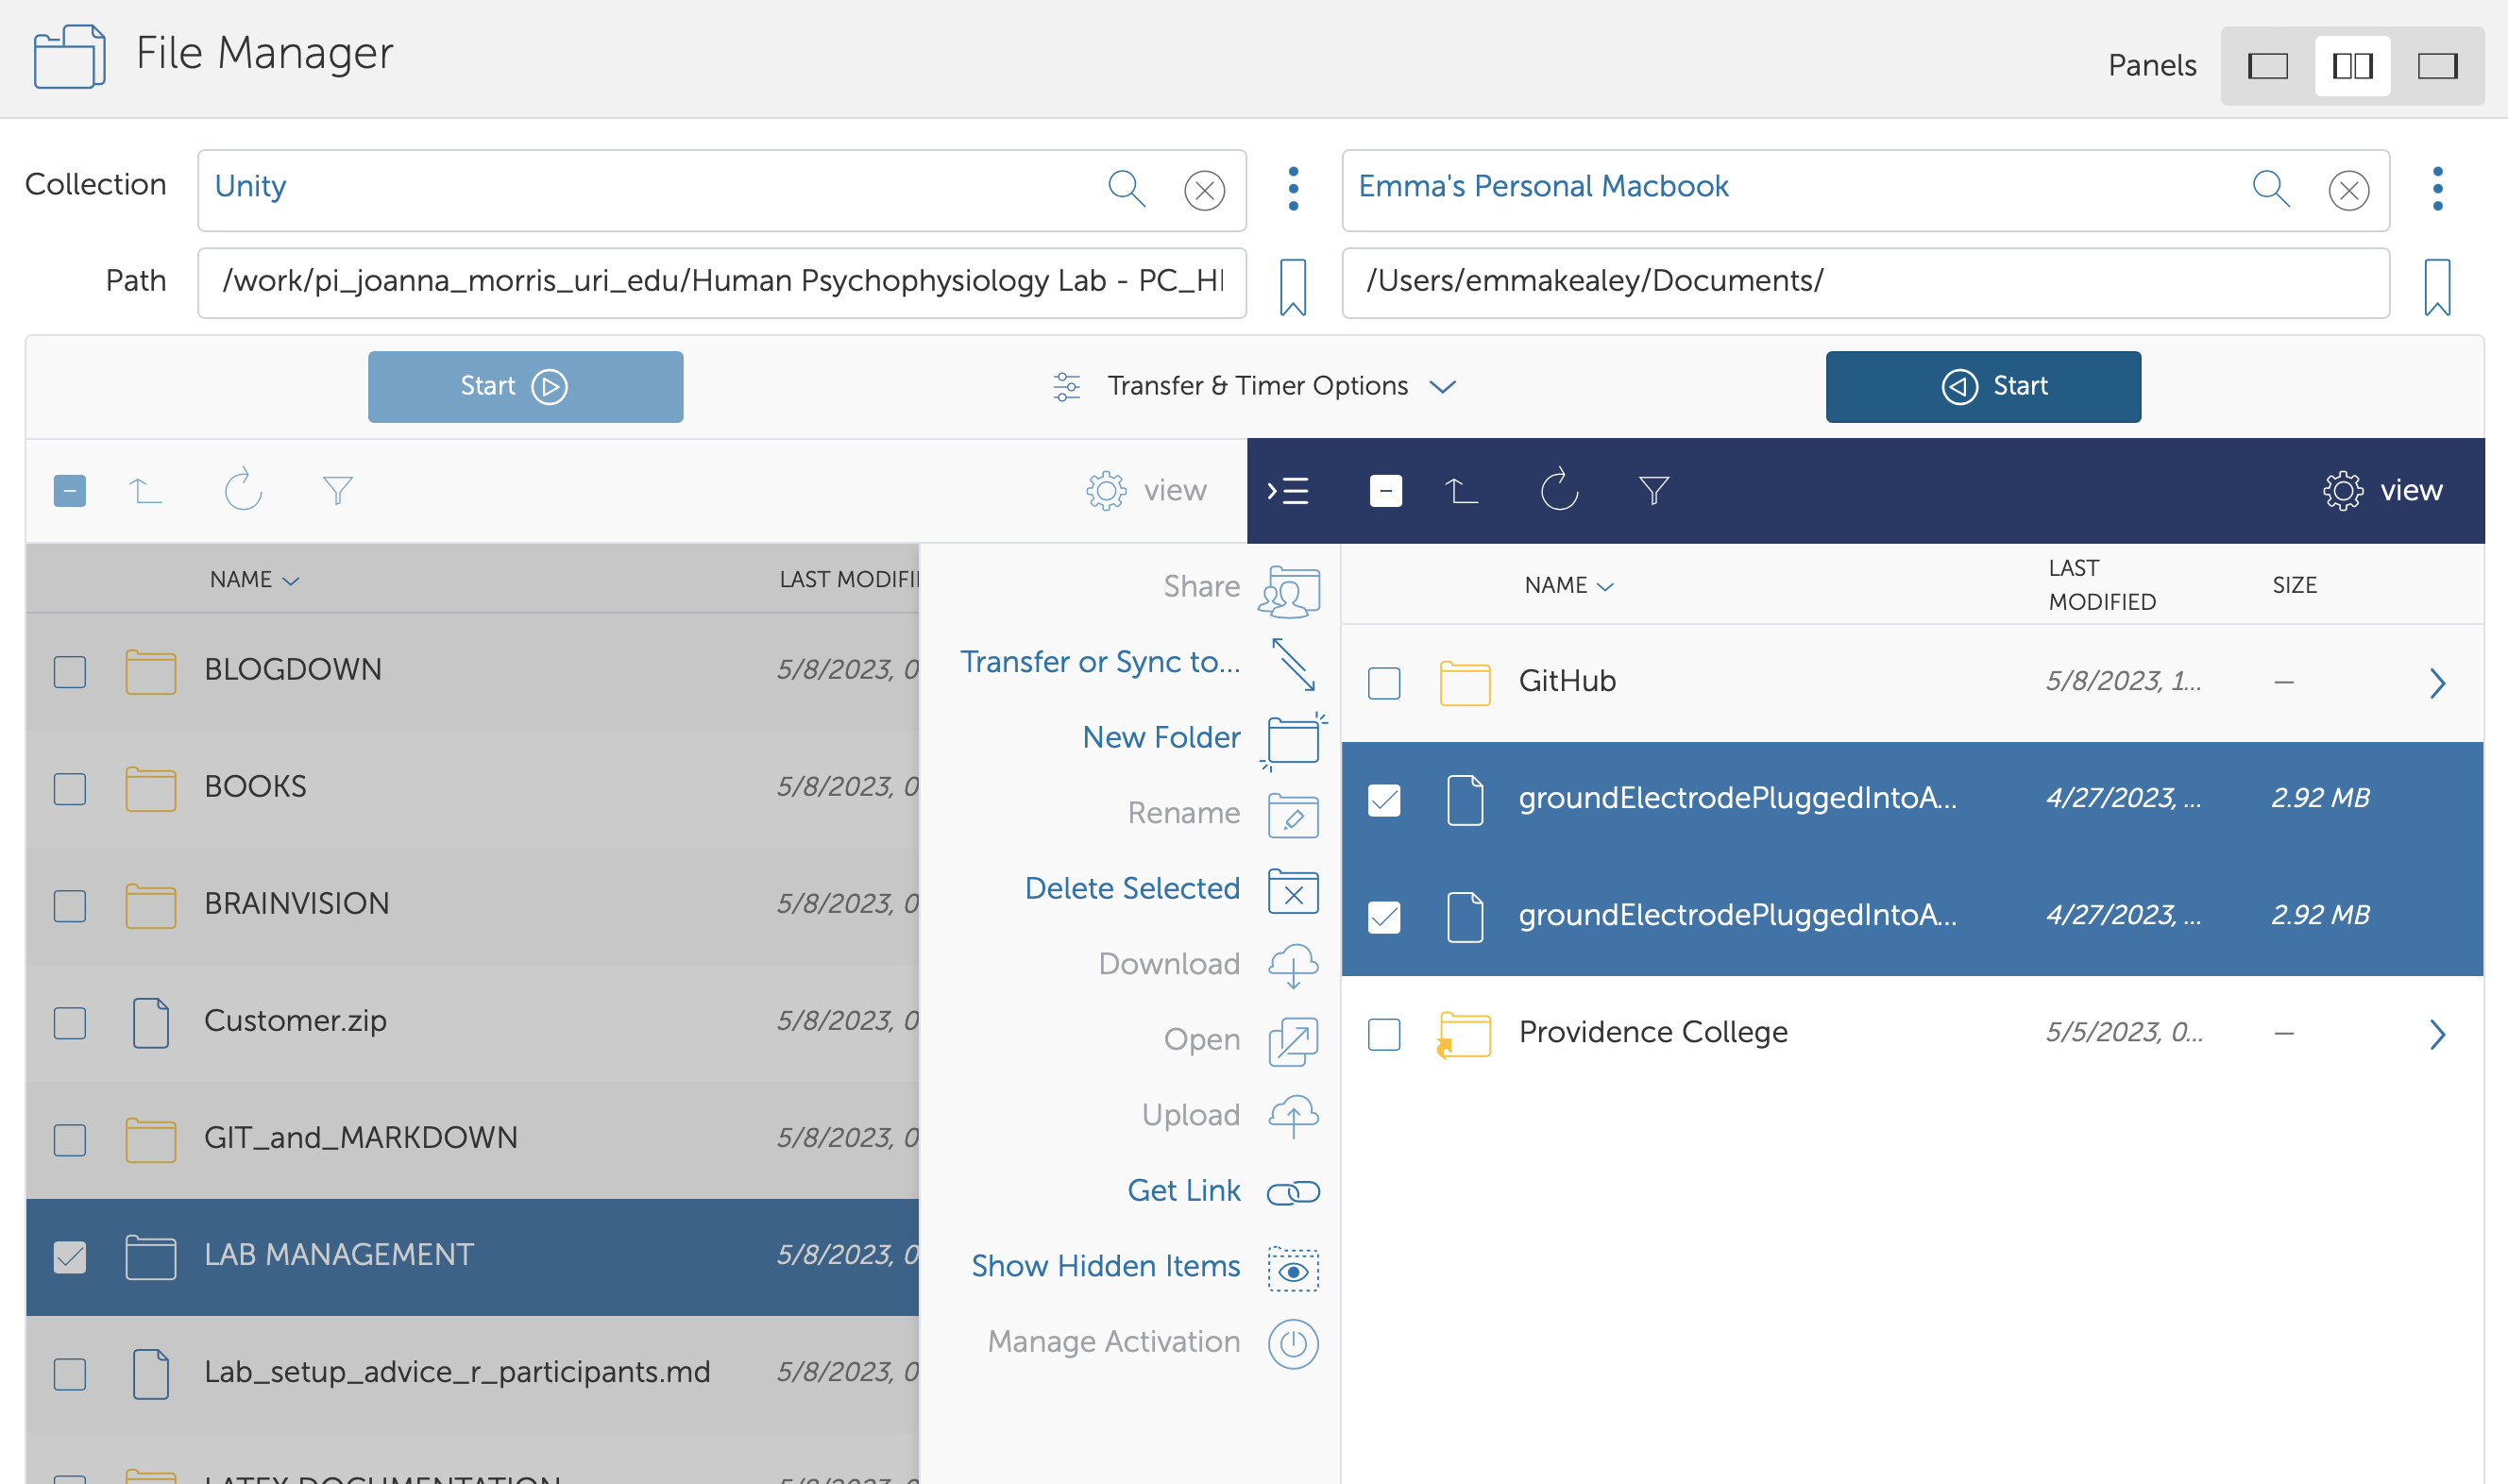 File Manager
Panels
Collection
Unity
Emma's Personal Macbook
Path
/work/pi_joanna_morris_uri_edu/Human Psychophysiology Lab - PC_HI
/Users/emmakealey/Documents/
Start
Transfer & Timer Options
Start
view
view
NAME
LAST MODIFI
BLOGDOWN 5/8/2023, 0
BOOKS 5/8/2023, 0
BRAINVISION 5/8/2023, 0
Customer.zip 5/8/2023, 0
GIT_and_MARKDOWN 5/8/2023, 0
LAB MANAGEMENT 5/8/2023, 0
Lab_setup_advice_r_participants.md 5/8/2023, 0
LATEX DOCUMENTATION 5/8/2023, 0
Share
Transfer or Sync to...
New Folder
Rename
Delete Selected
Download
Open
Upload
Get Link
Show Hidden Items
Manage Activation
NAME
LAST
MODIFIED
SIZE
GitHub 5/8/2023, 1... —
groundElectrodePluggedIntoA... 4/27/2023, ... 2.92 MB
groundElectrodePluggedIntoA... 4/27/2023, ... 2.92 MB
Providence College 5/5/2023, 0... —